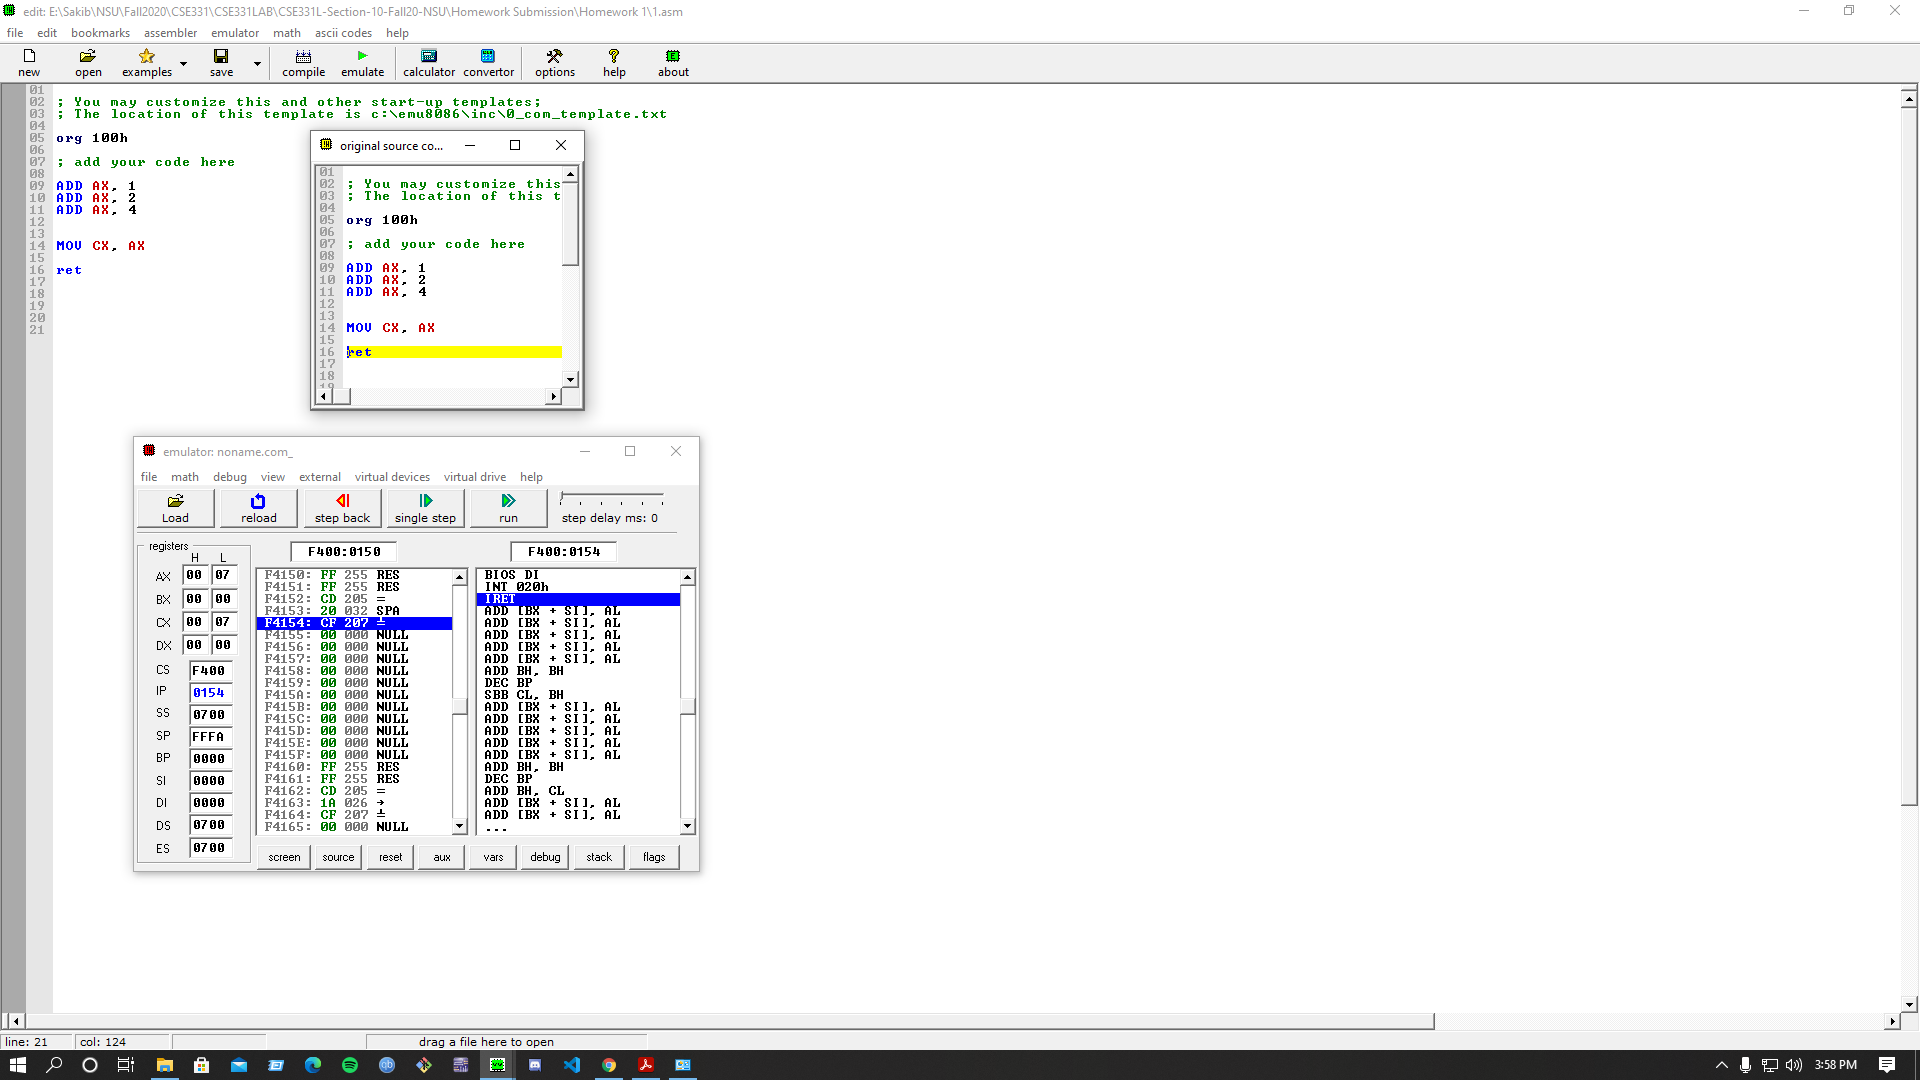 edit: E:\Sakib\NSU\Fall2020\CSE331\CSE331LAB\CSE331L-Section-10-Fall20-NSU\Homework Submission\Homework 1\1.asm
file edit bookmarks assembler emulator math ascii codes help
new open examples save compile emulate calculator convertor options help about
01
02 ; You may customize this and other start-up templates;
03 ; The location of this template is c:\emu8086\inc\0_com_template.txt
04
05 org 100h
06
07 ; add your code here
08
09 ADD AX, 1
10 ADD AX, 2
11 ADD AX, 4
12
13
14 MOV CX, AX
15
16 ret
17
18
19
20
21
original source co...
01
02 ; You may customize this
03 ; The location of this t
04
05 org 100h
06
07 ; add your code here
08
09 ADD AX, 1
10 ADD AX, 2
11 ADD AX, 4
12
13
14 MOV CX, AX
15
16 ret
17
18
19
emulator: noname.com_
file math debug view external virtual devices virtual drive help
Load reload step back single step run step delay ms: 0
registers
H L
AX 00 07
BX 00 00
CX 00 07
DX 00 00
CS F400
IP 0154
SS 0700
SP FFFA
BP 0000
SI 0000
DI 0000
DS 0700
ES 0700
F400:0150
F4150: FF 255 RES
F4151: FF 255 RES
F4152: CD 205 =
F4153: 20 032 SPA
F4154: CF 207 ╧
F4155: 00 000 NULL
F4156: 00 000 NULL
F4157: 00 000 NULL
F4158: 00 000 NULL
F4159: 00 000 NULL
F415A: 00 000 NULL
F415B: 00 000 NULL
F415C: 00 000 NULL
F415D: 00 000 NULL
F415E: 00 000 NULL
F415F: 00 000 NULL
F4160: FF 255 RES
F4161: FF 255 RES
F4162: CD 205 =
F4163: 1A 026 →
F4164: CF 207 ╧
F4165: 00 000 NULL
F400:0154
BIOS DI
INT 020h
IRET
ADD [BX + SI], AL
ADD [BX + SI], AL
ADD [BX + SI], AL
ADD [BX + SI], AL
ADD [BX + SI], AL
ADD BH, BH
DEC BP
SBB CL, BH
ADD [BX + SI], AL
ADD [BX + SI], AL
ADD [BX + SI], AL
ADD [BX + SI], AL
ADD [BX + SI], AL
ADD BH, BH
DEC BP
ADD BH, CL
ADD [BX + SI], AL
ADD [BX + SI], AL
...
screen source reset aux vars debug stack flags
line: 21 col: 124 drag a file here to open
3:58 PM